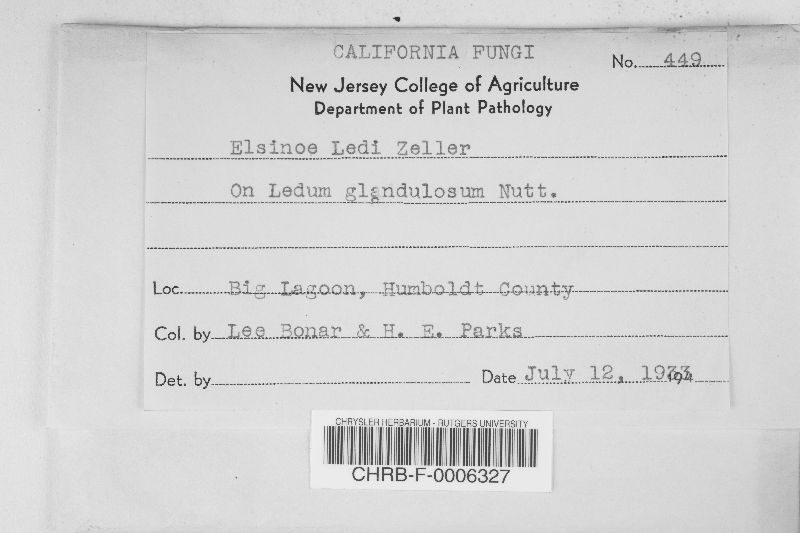 CALIFORNIA FUNGI
No. 449
New Jersey College of Agriculture
Department of Plant Pathology
Elsinoe Ledi Zeller
On Ledum glandulosum Nutt.
Loc. Big Lagoon, Humboldt County
Col. by Lee Bonar & H. E. Parks
Det. by
Date July 12, 1933
CHRYSLER HERBARIUM - RUTGERS UNIVERSITY
CHRB-F-0006327